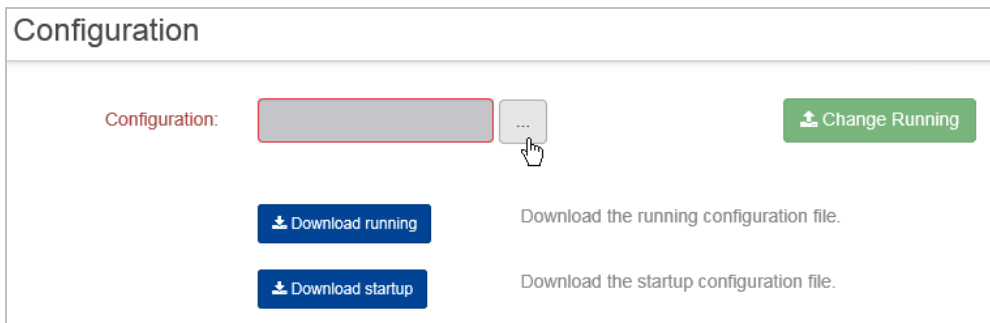 Configuration
Configuration: ... Change Running
Download running Download the running configuration file.
Download startup Download the startup configuration file.